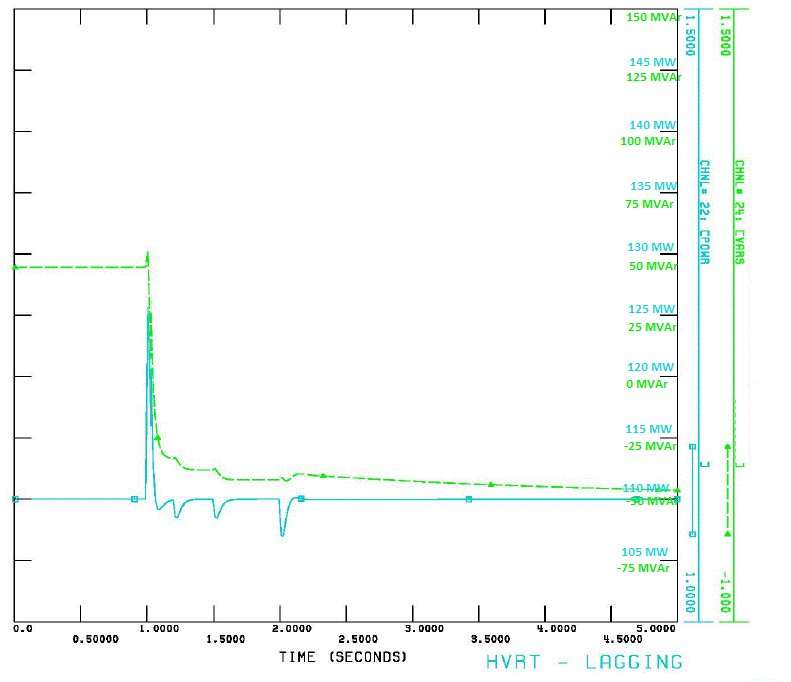 150 MVAr
145 MW
125 MVAr
140 MW
100 MVAr
135 MW
75 MVAr
130 MW
50 MVAr
125 MW
25 MVAr
120 MW
0 MVAr
115 MW
-25 MVAr
110 MW
-50 MVAr
105 MW
-75 MVAr
1.5000
CHNL# 22: CPOWR
1.0000
1.5000
CHNL# 24: CVARS
-1.000
0.0
0.50000
1.0000
1.5000
2.0000
2.5000
3.0000
3.5000
4.0000
4.5000
5.0000
TIME (SECONDS)
HVRT - LAGGING